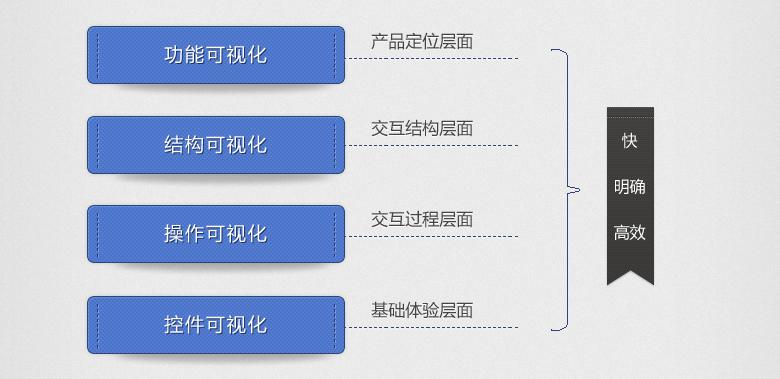 功能可视化
产品定位层面
结构可视化
交互结构层面
操作可视化
交互过程层面
控件可视化
基础体验层面
快
明确
高效